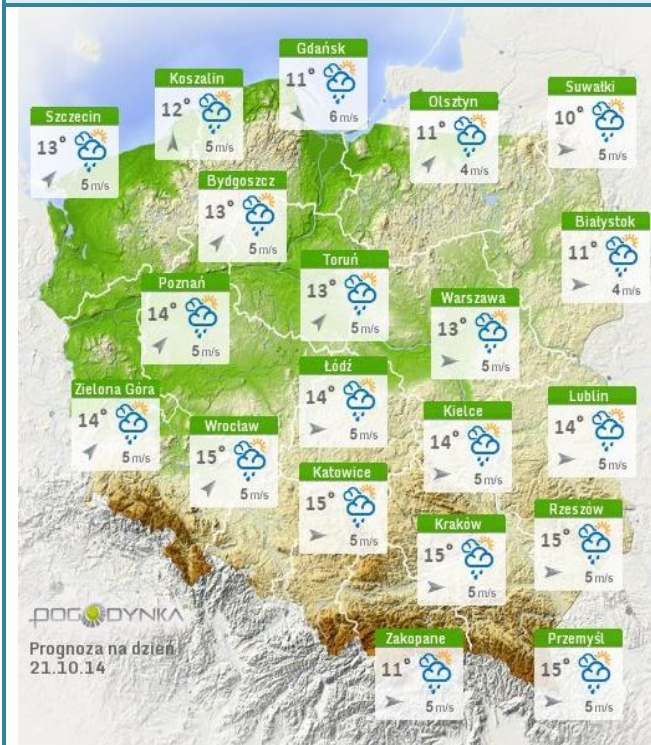 Gdańsk
11°
6 m/s
Koszalin
12°
5 m/s
Szczecin
13°
5 m/s
Olsztyn
11°
4 m/s
Suwałki
10°
5 m/s
Bydgoszcz
13°
5 m/s
Białystok
11°
4 m/s
Toruń
13°
5 m/s
Poznań
14°
5 m/s
Warszawa
13°
5 m/s
Łódź
14°
5 m/s
Zielona Góra
14°
5 m/s
Wrocław
15°
5 m/s
Kielce
14°
5 m/s
Lublin
14°
5 m/s
Katowice
15°
5 m/s
Kraków
15°
5 m/s
Rzeszów
15°
5 m/s
Zakopane
11°
5 m/s
Przemyśl
15°
5 m/s
POGODYNKA
Prognoza na dzień
21.10.14